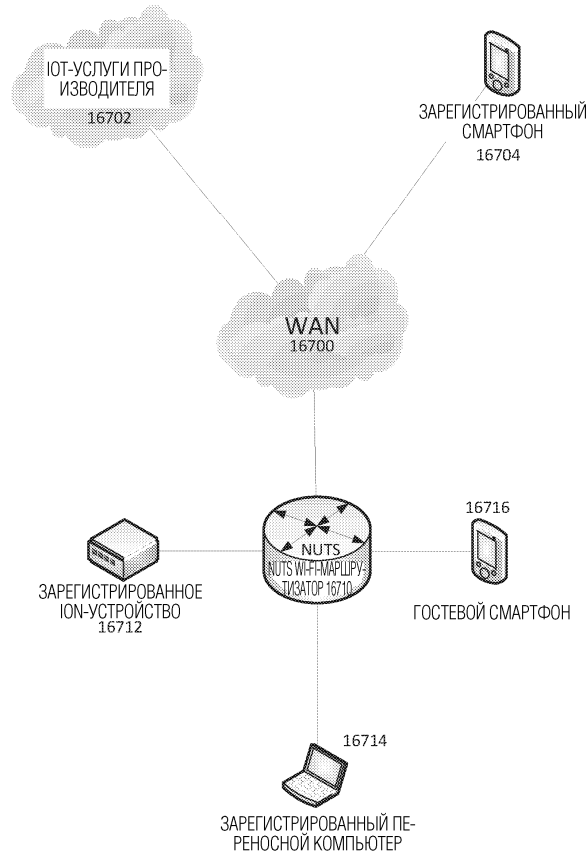 IOT-УСЛУГИ ПРО-
ИЗВОДИТЕЛЯ
16702
ЗАРЕГИСТРИРОВАННЫЙ
СМАРТФОН
16704
WAN
16700
16716
NUTS
NUTS WI-FI-МАРШРУ-
ТИЗАТОР 16710
ЗАРЕГИСТРИРОВАННОЕ
ION-УСТРОЙСТВО
16712
ГОСТЕВОЙ СМАРТФОН
16714
ЗАРЕГИСТРИРОВАННЫЙ ПЕ-
РЕНОСНОЙ КОМПЬЮТЕР